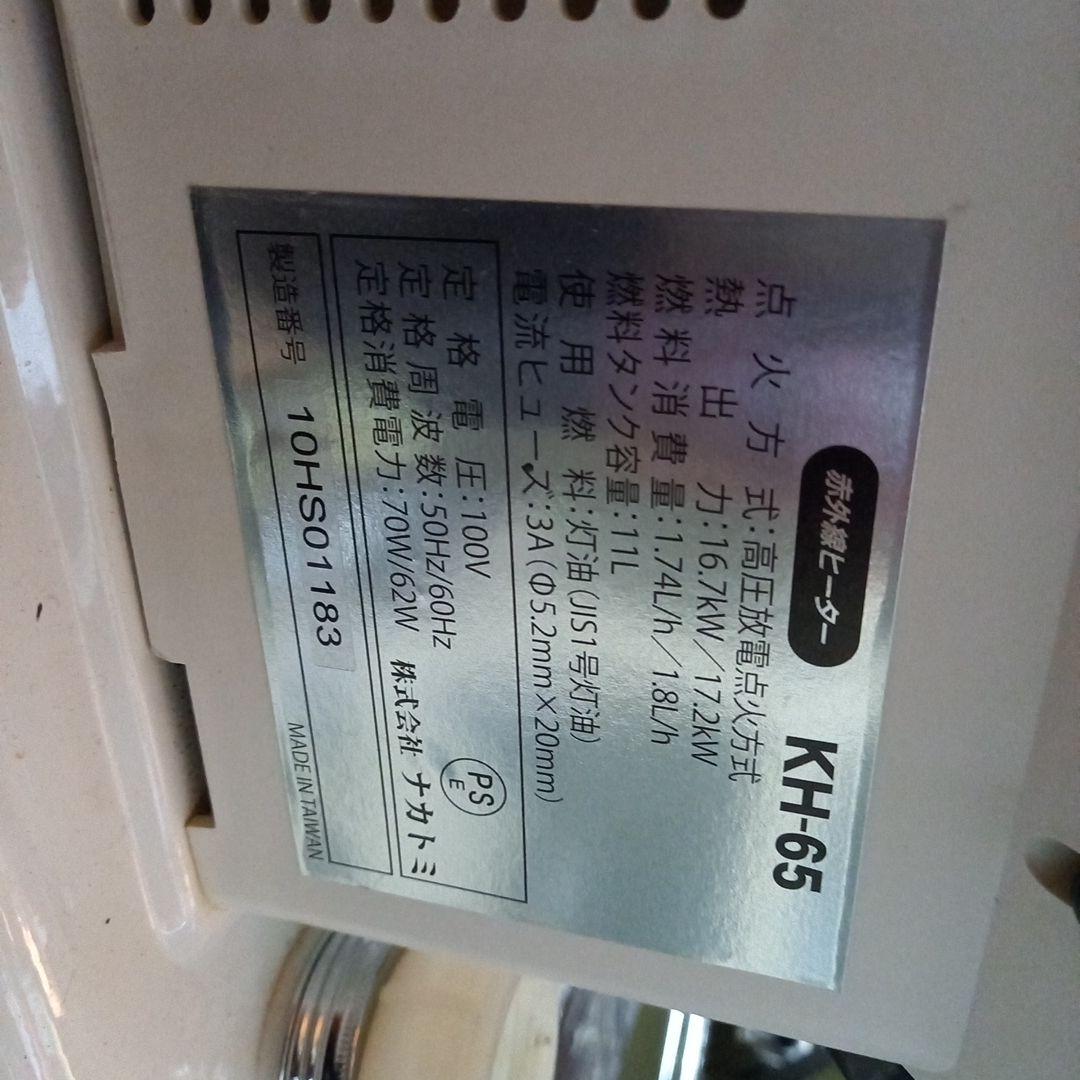 赤外線ヒーター KH-65
点火方式:高圧放電点火方式
熱出力:16.7kW/17.2kW
燃料消費量:1.74L/h/1.8L/h
燃料タンク容量:11L
使用燃料:灯油(JIS1号灯油)
電流ヒューズ:3A(Φ5.2mm×20mm)
定格電圧:100V
定格周波数:50Hz/60Hz
定格消費電力:70W/62W
PS
E
株式会社 ナカトミ
製造番号 10HS01183
MADE IN TAIWAN